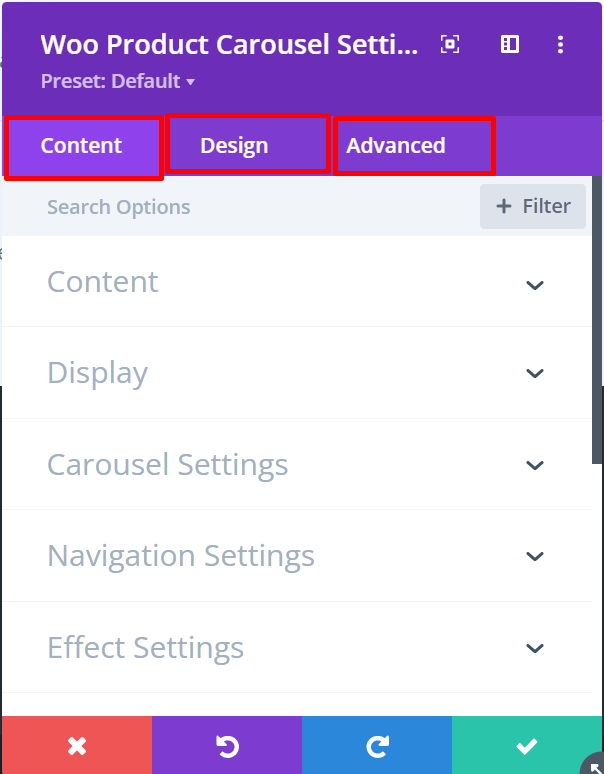 Woo Product Carousel Setti...
Preset: Default
Content Design Advanced
Search Options + Filter
Content
Display
Carousel Settings
Navigation Settings
Effect Settings